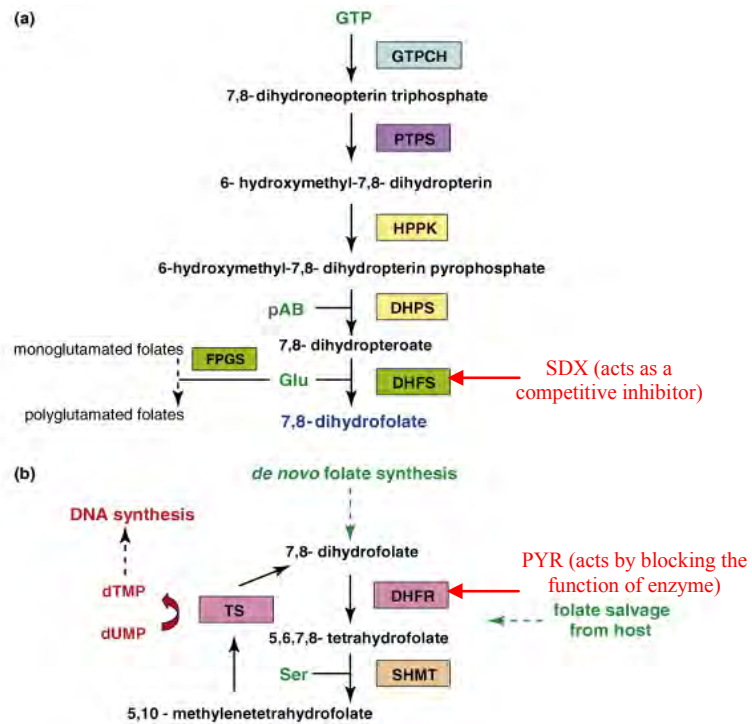 (a)
GTP
GTPCH
7,8- dihydroneopterin triphosphate
PTPS
6- hydroxymethyl-7,8- dihydropterin
HPPK
6-hydroxymethyl-7,8- dihydropterin pyrophosphate
pAB
DHPS
7,8- dihydropteroate
monoglutamated folates
FPGS
Glu
DHFS
SDX (acts as a
competitive inhibitor)
polyglutamated folates
7,8- dihydrofolate
(b)
de novo folate synthesis
DNA synthesis
7,8- dihydrofolate
PYR (acts by blocking the
function of enzyme)
dTMP
TS
DHFR
dUMP
folate salvage
from host
5,6,7,8- tetrahydrofolate
Ser
SHMT
5,10 - methylenetetrahydrofolate